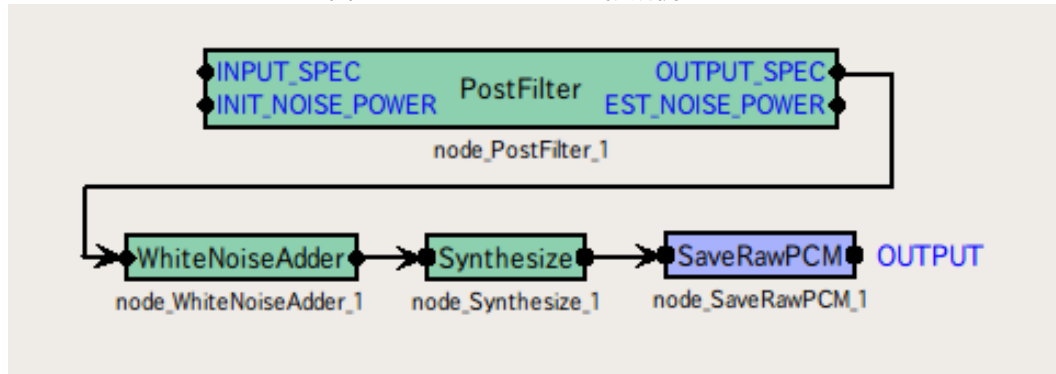 INPUT_SPEC
INIT_NOISE_POWER
PostFilter
OUTPUT_SPEC
EST_NOISE_POWER
node_PostFilter_1
WhiteNoiseAdder
Synthesize
SaveRawPCM
OUTPUT
node_WhiteNoiseAdder_1
node_Synthesize_1
node_SaveRawPCM_1